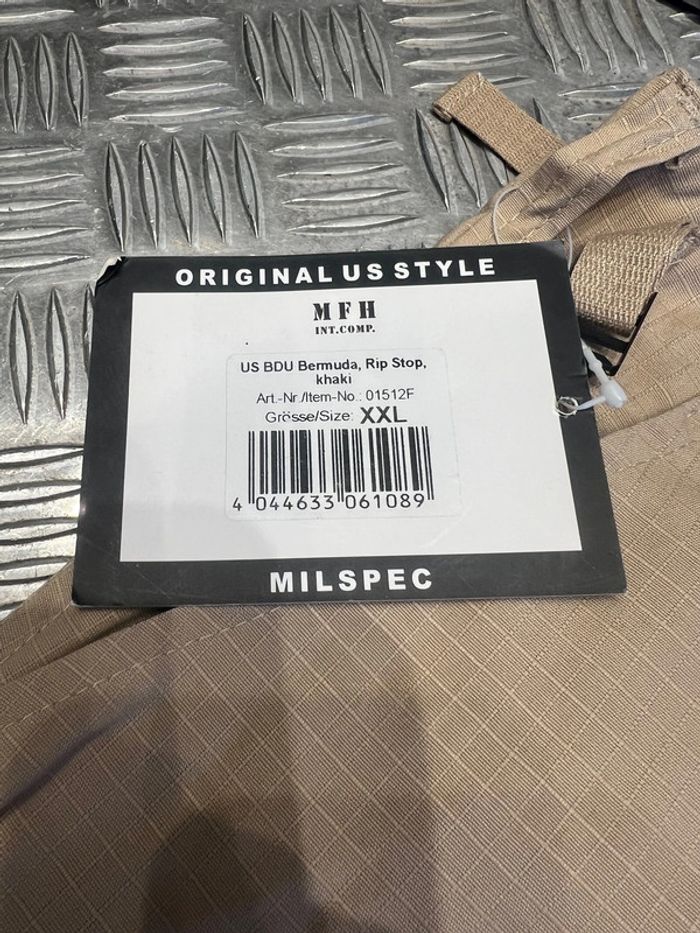 ORIGINAL US STYLE
MFH
INT.COMP.
US BDU Bermuda, Rip Stop,
khaki
Art.-Nr./Item-No.: 01512F
Grösse/Size: XXL
4 044633 061089
MILSPEC